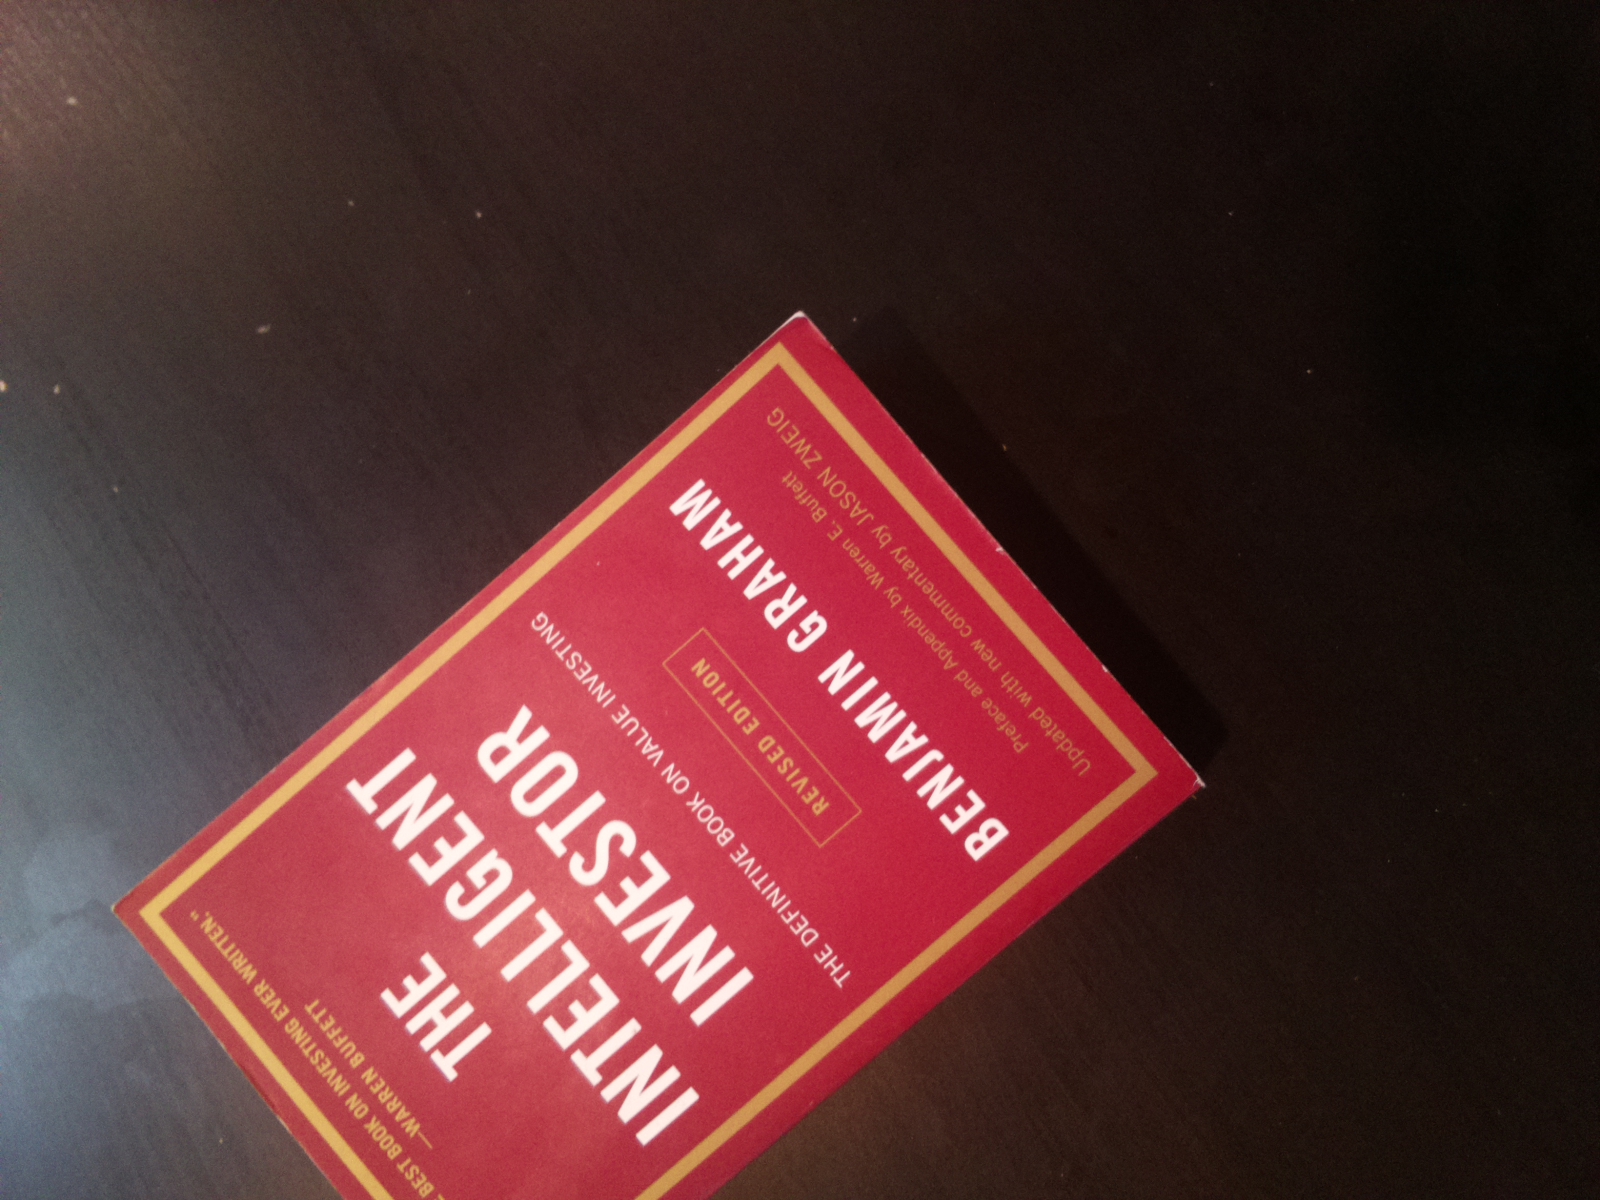 BEST BOOK ON INVESTING EVER WRITTEN."
—WARREN BUFFETT
THE
INTELLIGENT
INVESTOR
THE DEFINITIVE BOOK ON VALUE INVESTING
REVISED EDITION
BENJAMIN GRAHAM
Preface and Appendix by Warren E. Buffett
Updated with new commentary by JASON ZWEIG